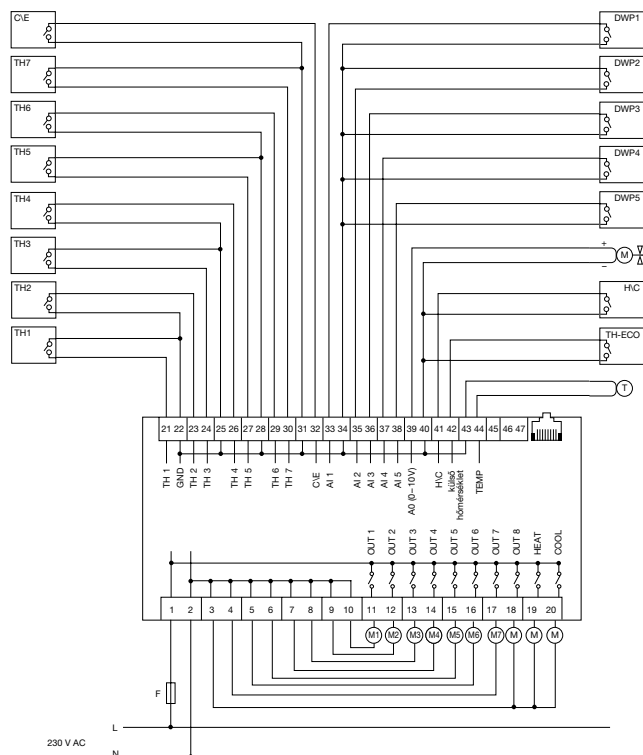 C\E
TH7
TH6
TH5
TH4
TH3
TH2
TH1
DWP1
DWP2
DWP3
DWP4
DWP5
+
M
–
H\C
TH-ECO
T
21 22 23 24 25 26 27 28 29 30 31 32 33 34 35 36 37 38 39 40 41 42 43 44 45 46 47
TH 1
GND
TH 2
TH 3
TH 4
TH 5
TH 6
TH 7
C\E
AI 1
AI 2
AI 3
AI 4
AI 5
A0 (0–10V)
H\C
külső
hőmérséklet
TEMP
OUT 1
OUT 2
OUT 3
OUT 4
OUT 5
OUT 6
OUT 7
OUT 8
HEAT
COOL
1 2 3 4 5 6 7 8 9 10 11 12 13 14 15 16 17 18 19 20
M1 M2 M3 M4 M5 M6 M7 M M M
F
L
230 V AC
N